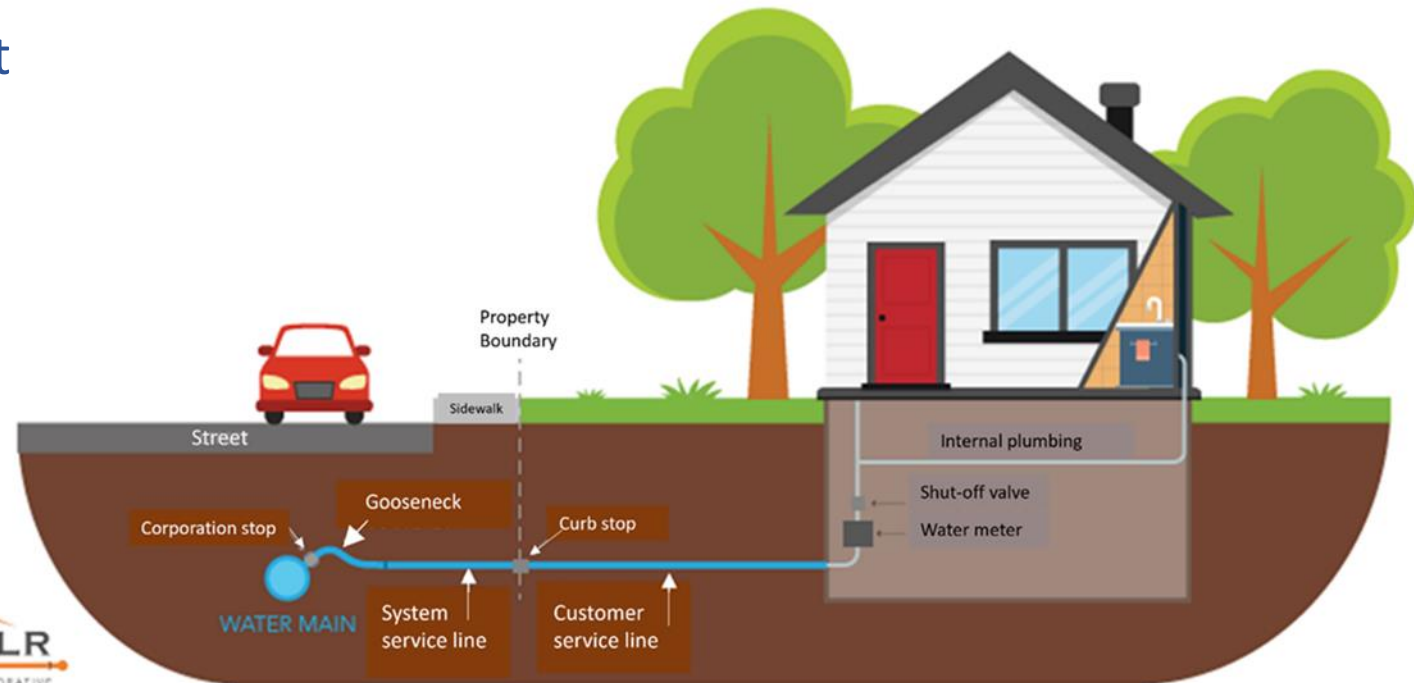 t
Property
Boundary
Sidewalk
Street
Internal plumbing
Gooseneck
Shut-off valve
Corporation stop
Curb stop
Water meter
WATER MAIN
System
service line
Customer
service line
LR